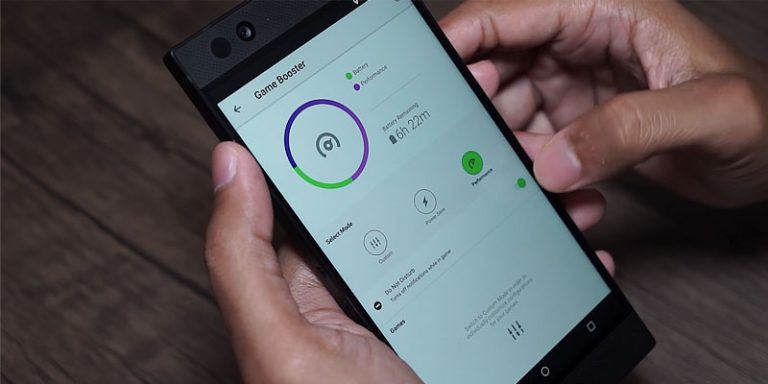 Game Booster
Battery
Performance
Battery Remaining
6h 22m
Select Mode
Custom
Power Save
Performance
Do Not Disturb
Turns off notifications while in game
Games
Switch to Custom Mode in order to
individually customize configurations
for your games!